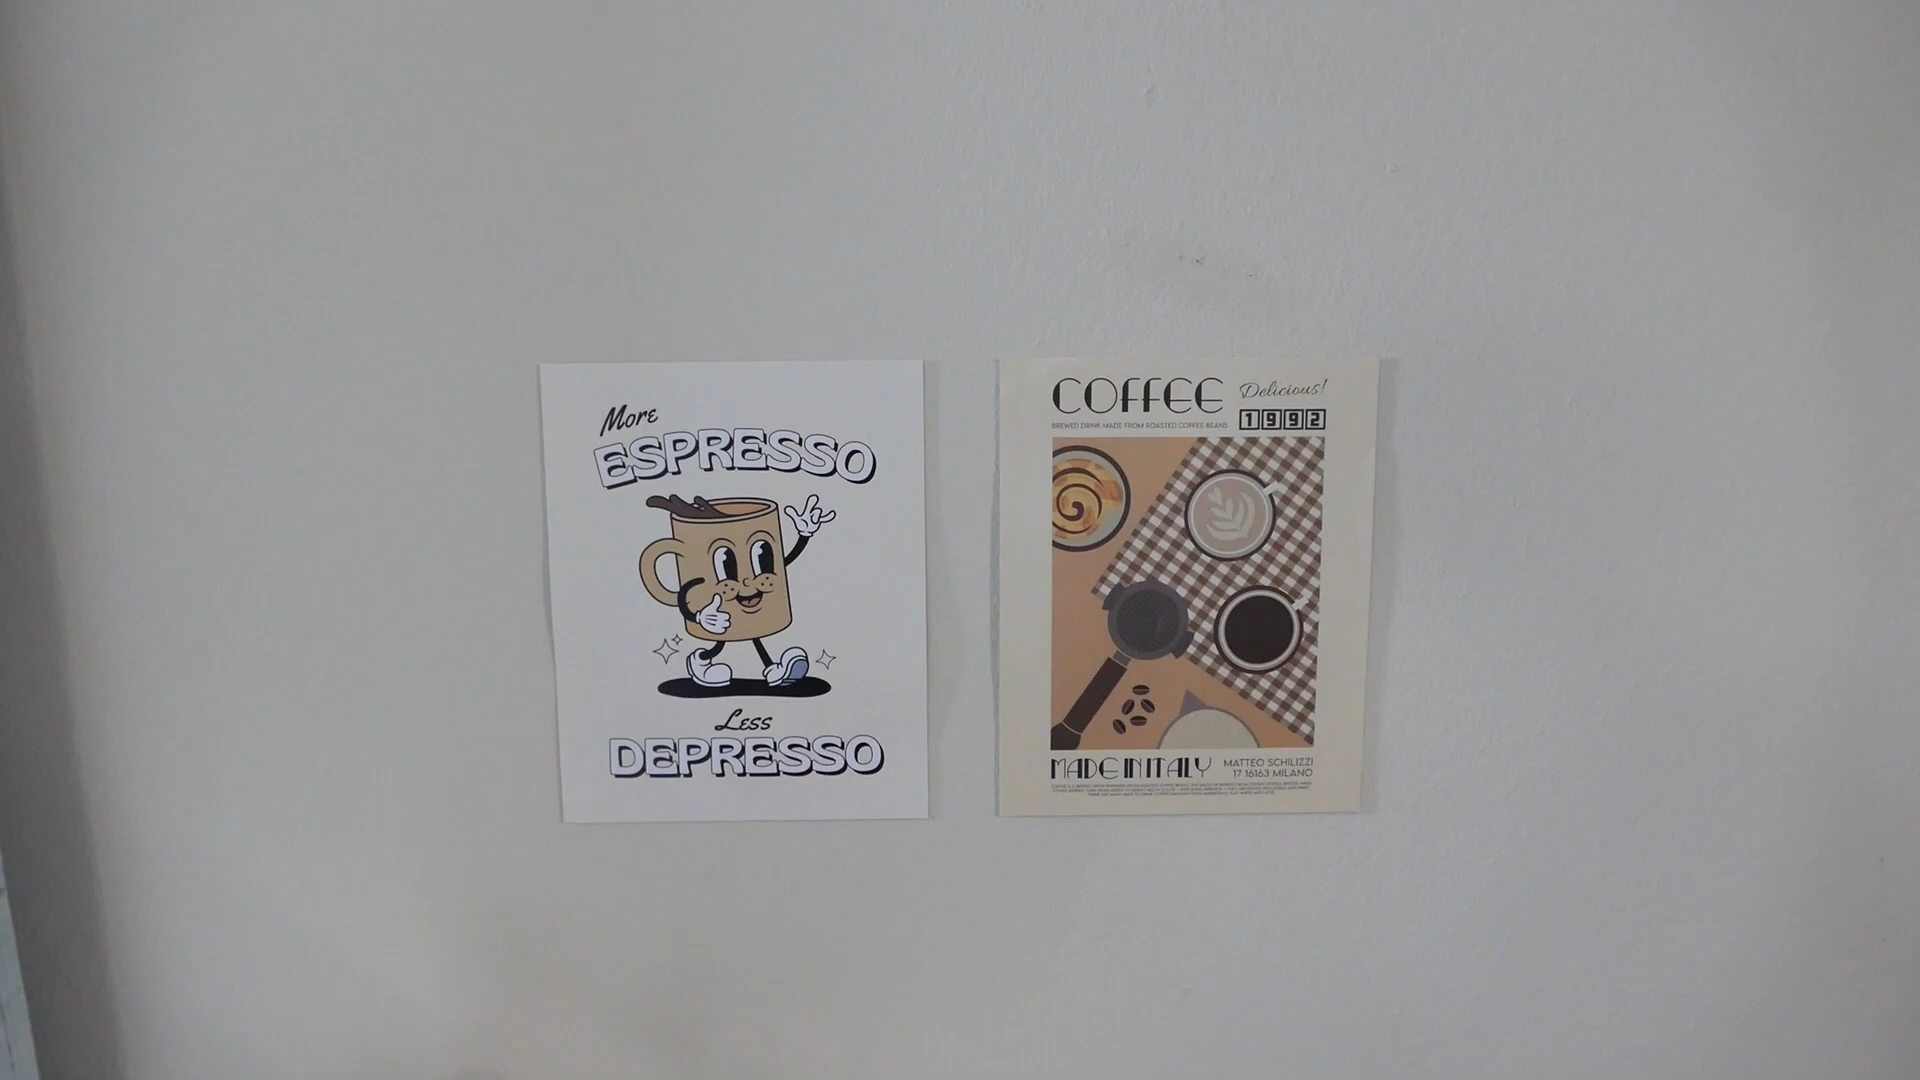 More
ESPRESSO
Less
DEPRESSO
COFFEE
Delicious!
BREWED DRINK MADE FROM ROASTED COFFEE BEANS
1992
MADE IN ITALY
MATTEO SCHILIZZI
17 16163 MILANO